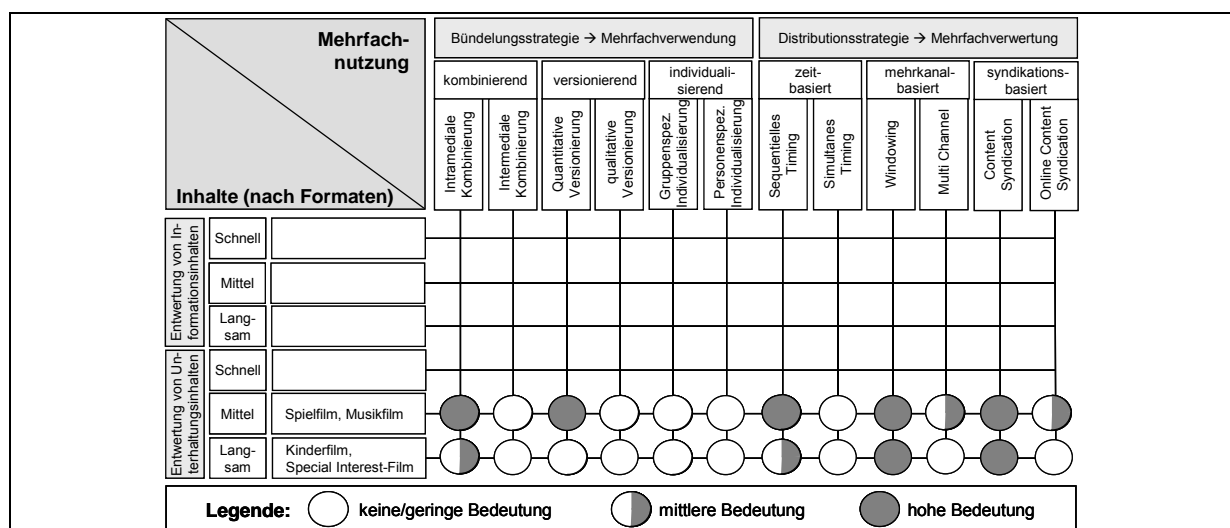 Mehrfach-
nutzung
Inhalte (nach Formaten)
Bündelungsstrategie → Mehrfachverwendung
Distributionsstrategie → Mehrfachverwertung
kombinierend
versionierend
individuali-
sierend
zeit-
basiert
mehrkanal-
basiert
syndikations-
basiert
Intramediale
Kombinierung
Intermediale
Kombinierung
Quantitative
Versionierung
qualitative
Versionierung
Gruppenspez.
Individualisierung
Personenspez.
Individualisierung
Sequentielles
Timing
Simultanes
Timing
Windowing
Multi Channel
Content
Syndication
Online Content
Syndication
Entwertung von In-
formationsinhalten
Schnell
Mittel
Lang-
sam
Entwertung von Un-
terhaltungsinhalten
Schnell
Mittel
Spielfilm, Musikfilm
Lang-
sam
Kinderfilm,
Special Interest-Film
Legende:
keine/geringe Bedeutung
mittlere Bedeutung
hohe Bedeutung